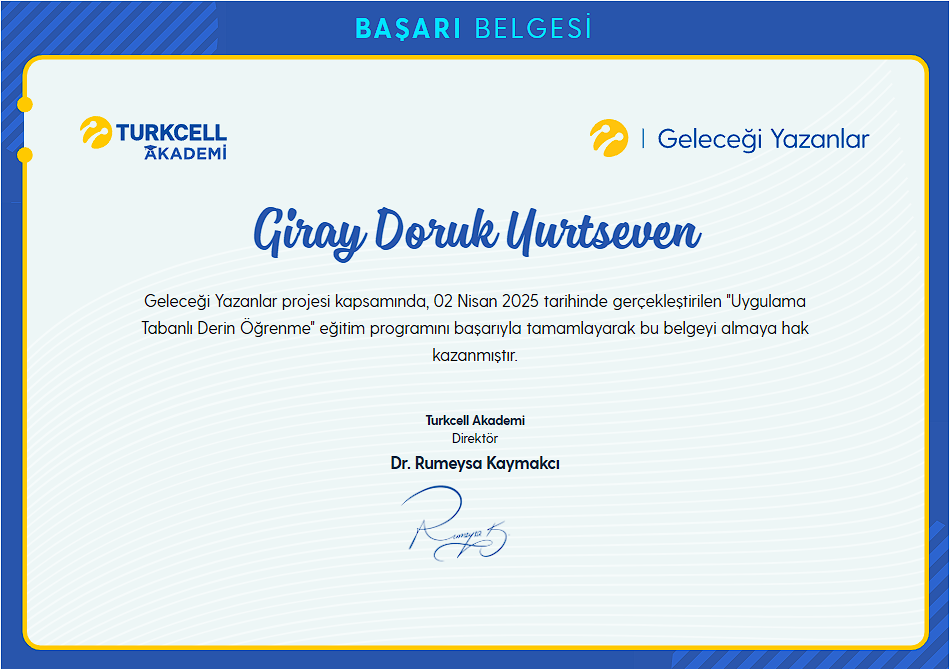 BAŞARI BELGESİ
TURKCELL
AKADEMİ
| Geleceği Yazanlar
Giray Doruk Yurtseven
Geleceği Yazanlar projesi kapsamında, 02 Nisan 2025 tarihinde gerçekleştirilen "Uygulama
Tabanlı Derin Öğrenme" eğitim programını başarıyla tamamlayarak bu belgeyi almaya hak
kazanmıştır.
Turkcell Akademi
Direktör
Dr. Rumeysa Kaymakcı
Rumeysa K